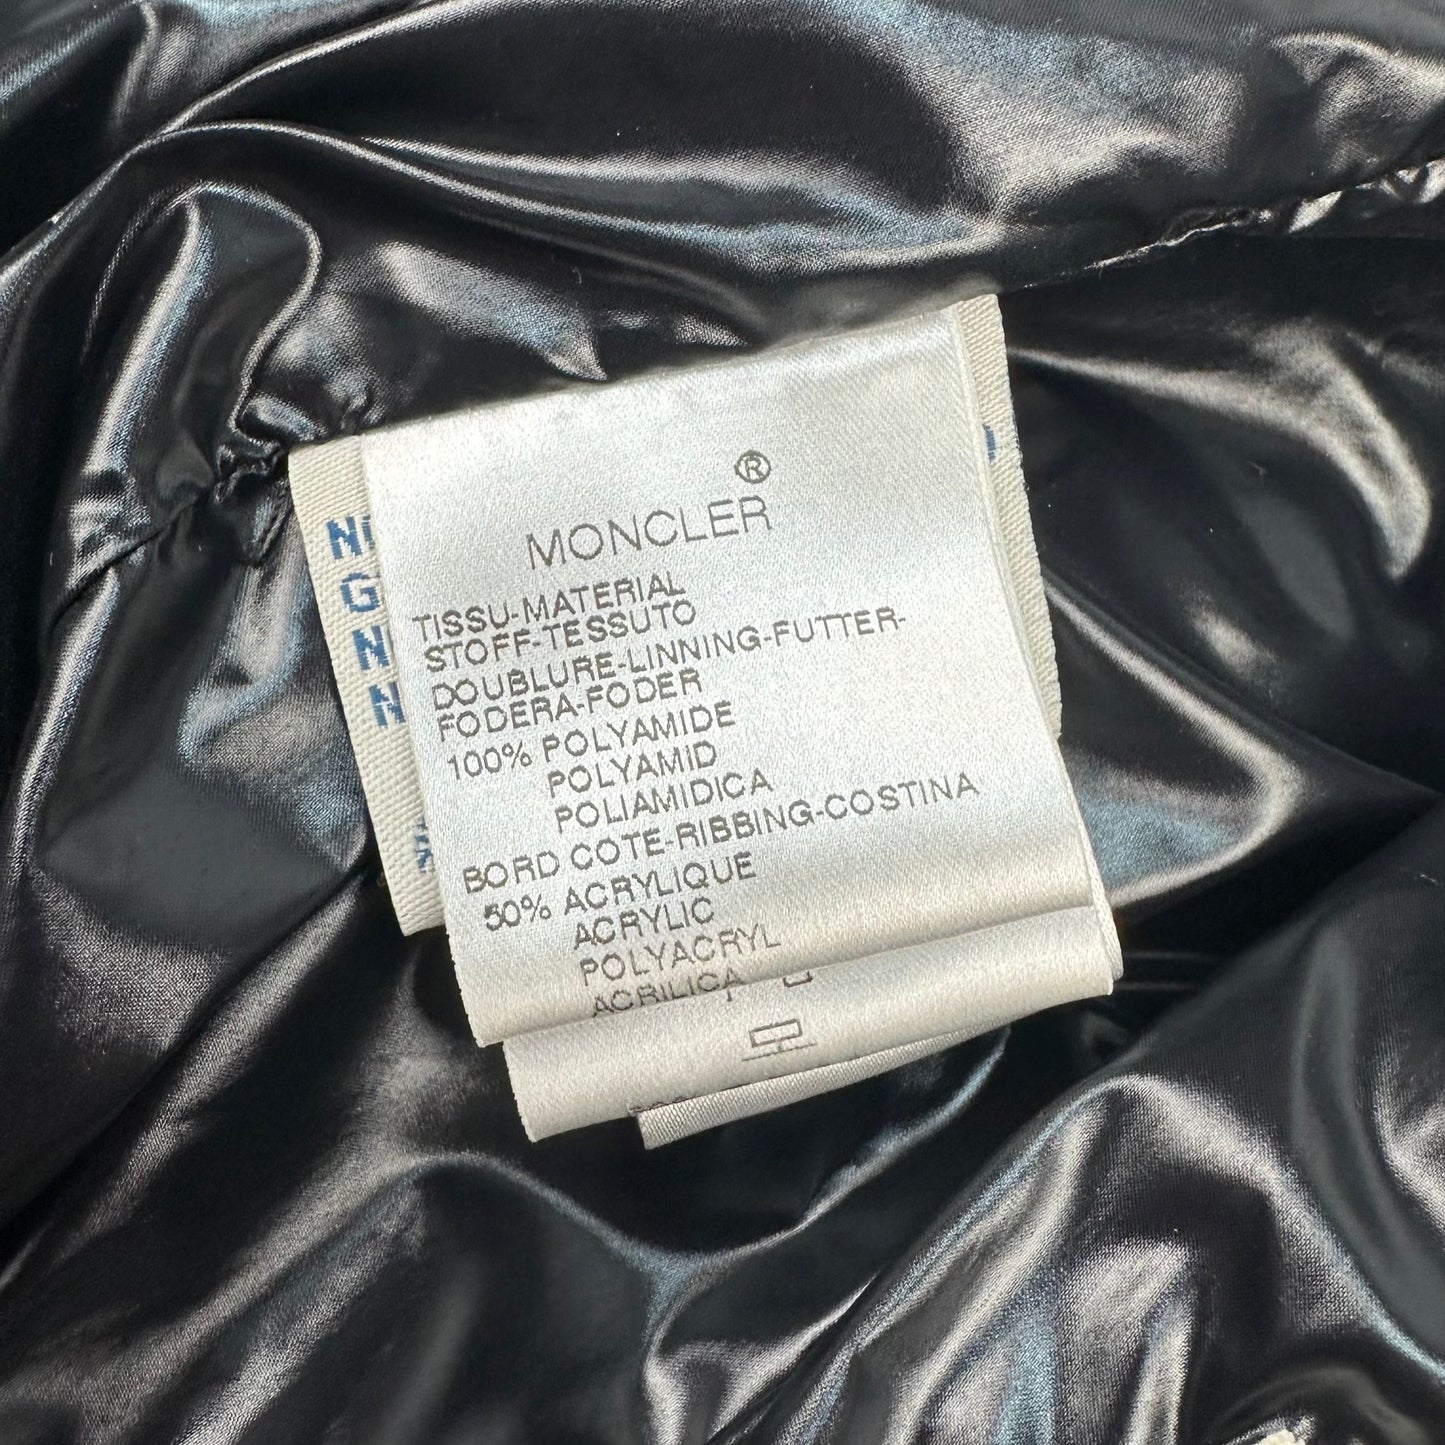 ®
MONCLER
TISSU-MATERIAL
STOFF-TESSUTO
DOUBLURE-LINNING-FUTTER-
FODERA-FODER
100% POLYAMIDE
POLYAMID
POLIAMIDICA
BORD COTE-RIBBING-COSTINA
50% ACRYLIQUE
ACRYLIC
POLYACRYL
ACRILICA